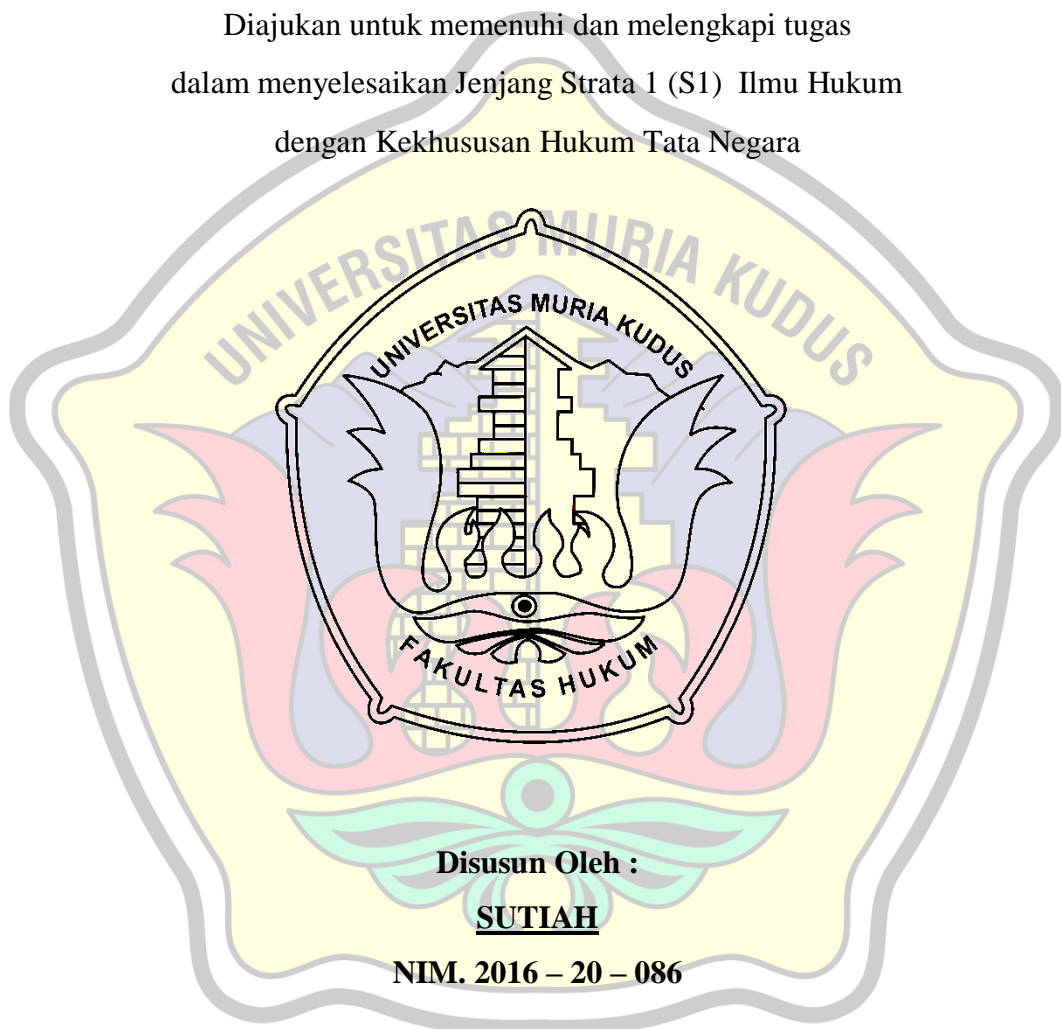 Diajukan untuk memenuhi dan melengkapi tugas
dalam menyelesaikan Jenjang Strata 1 (S1) Ilmu Hukum
dengan Kekhususan Hukum Tata Negara
UNIVERSITAS MURIA KUDUS
UNIVERSITAS MURIA KUDUS
FAKULTAS HUKUM
Disusun Oleh :
SUTIAH
NIM. 2016 – 20 – 086